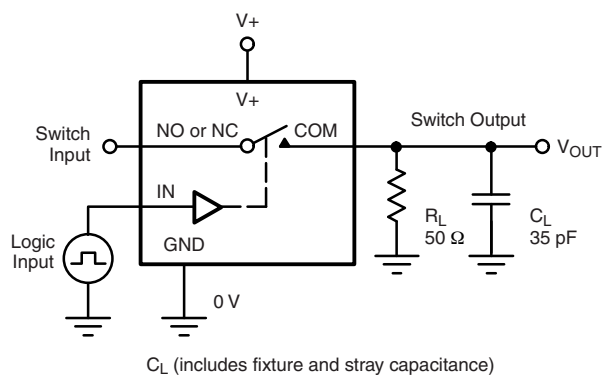 V+
V+
Switch Output
Switch
Input
NO or NC
COM
V_OUT
IN
R_L
50 Ω
C_L
35 pF
Logic
Input
GND
0 V
C_L (includes fixture and stray capacitance)